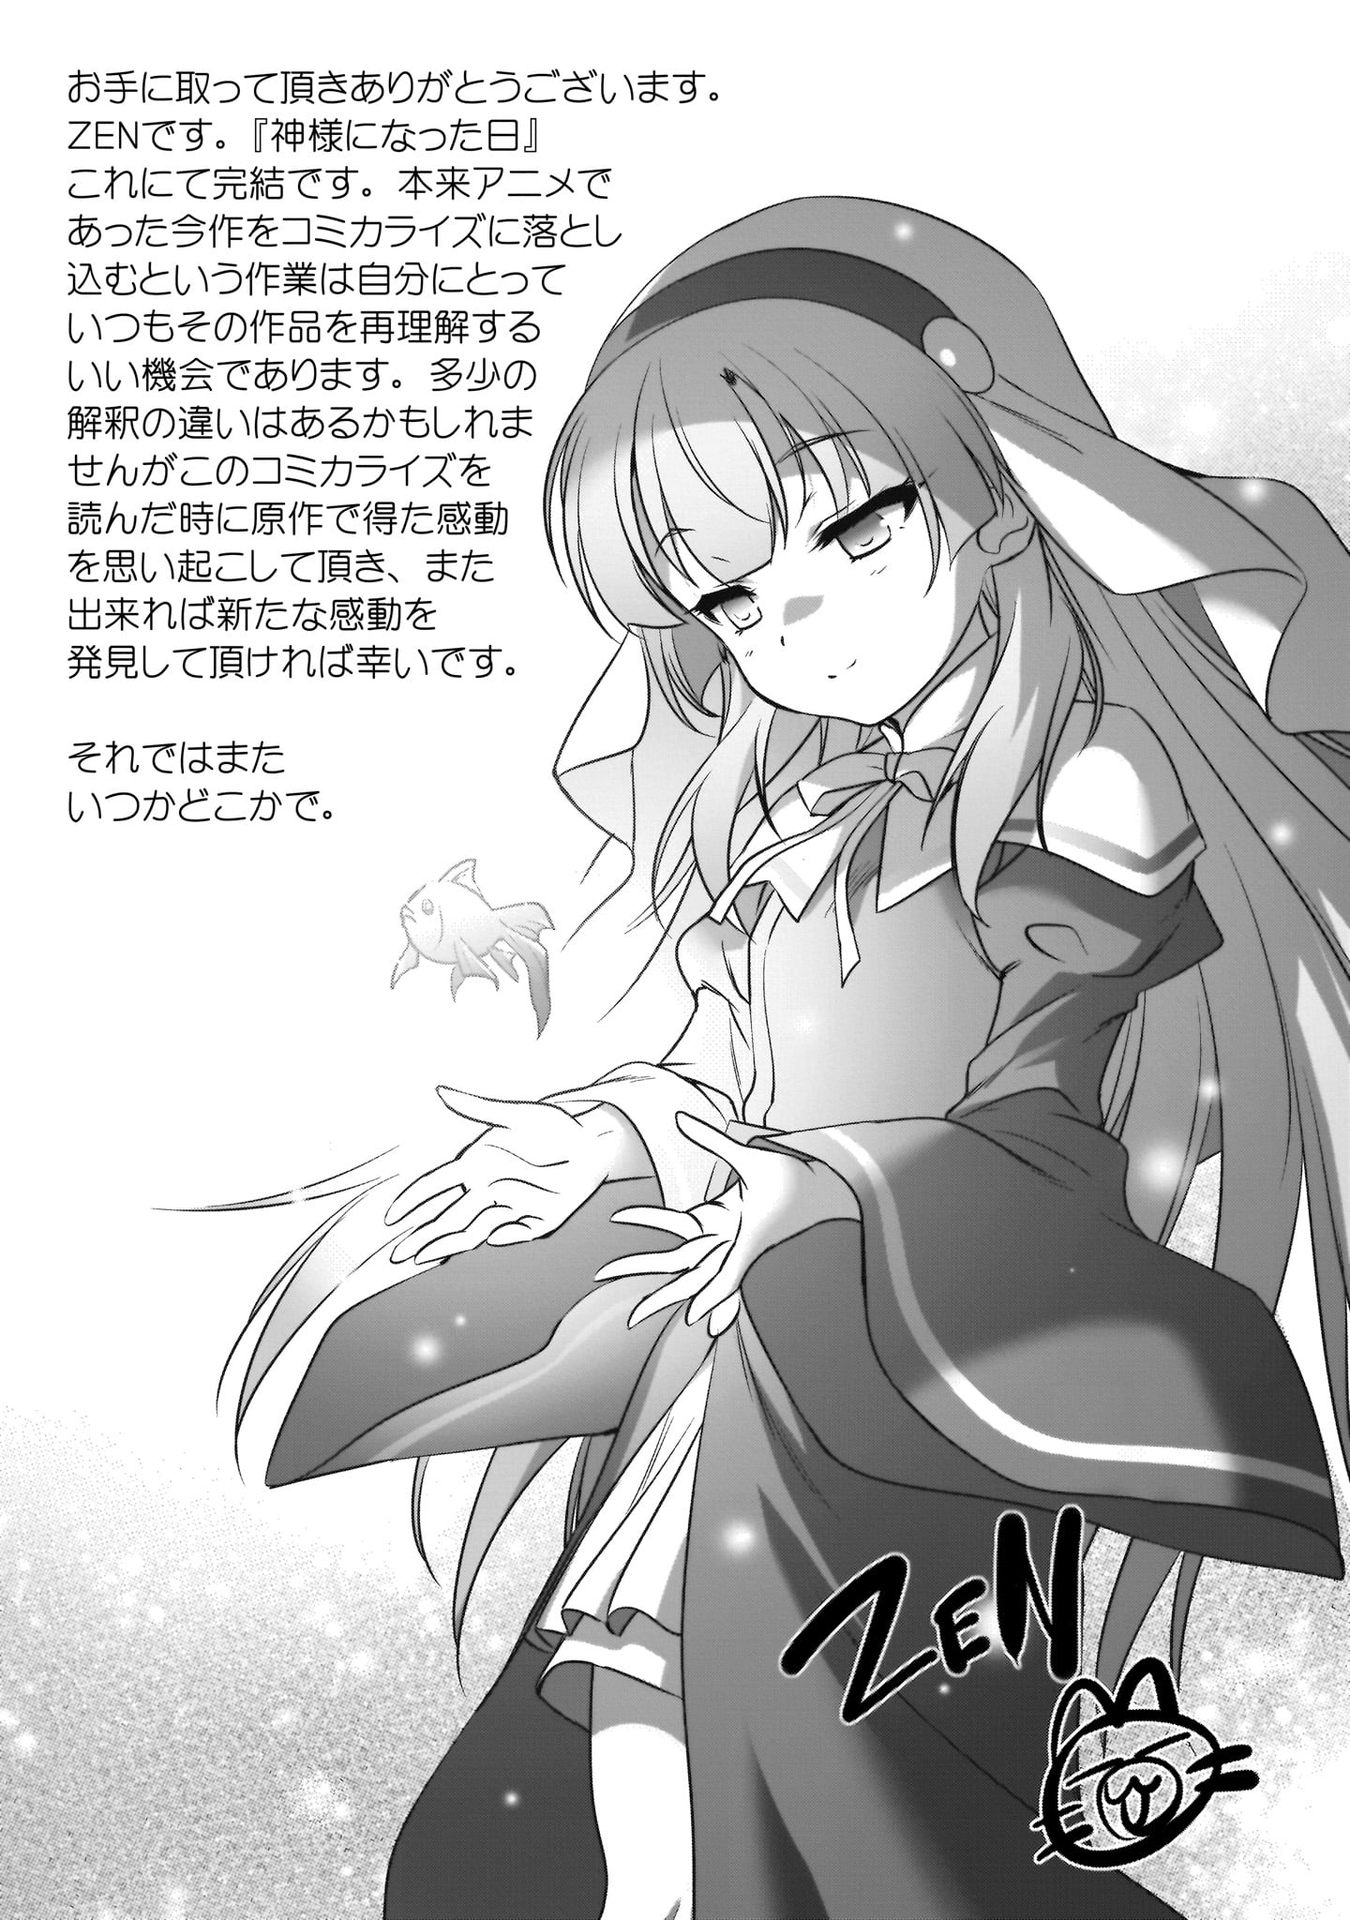 お手に取って頂きありがとうございます。
ZENです。『神様になった日』
これにて完結です。本来アニメで
あった今作をコミカライズに落とし
込むという作業は自分にとって
いつもその作品を再理解する
いい機会であります。多少の
解釈の違いはあるかもしれま
せんがこのコミカライズを
読んだ時に原作で得た感動
を思い起こして頂き、また
出来れば新たな感動を
発見して頂ければ幸いです。
それではまた
いつかどこかで。
ZEN